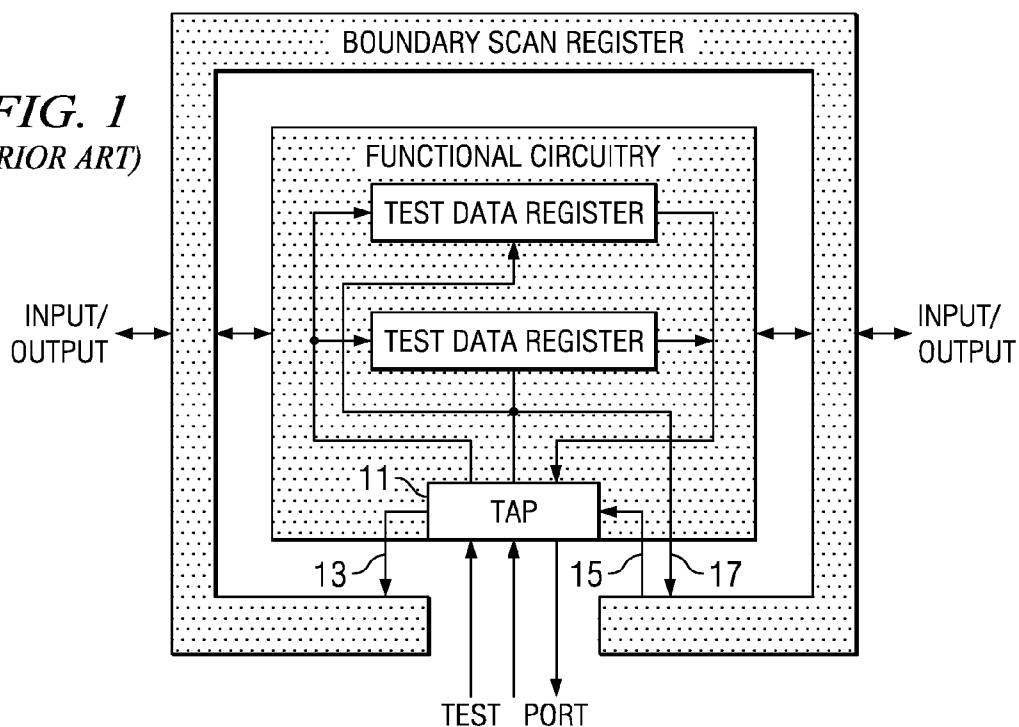 BOUNDARY SCAN REGISTER
FIG. 1
RIOR ART)
FUNCTIONAL CIRCUITRY
TEST DATA REGISTER
INPUT/
OUTPUT
TEST DATA REGISTER
INPUT/
OUTPUT
11
TAP
13
15
17
TEST PORT